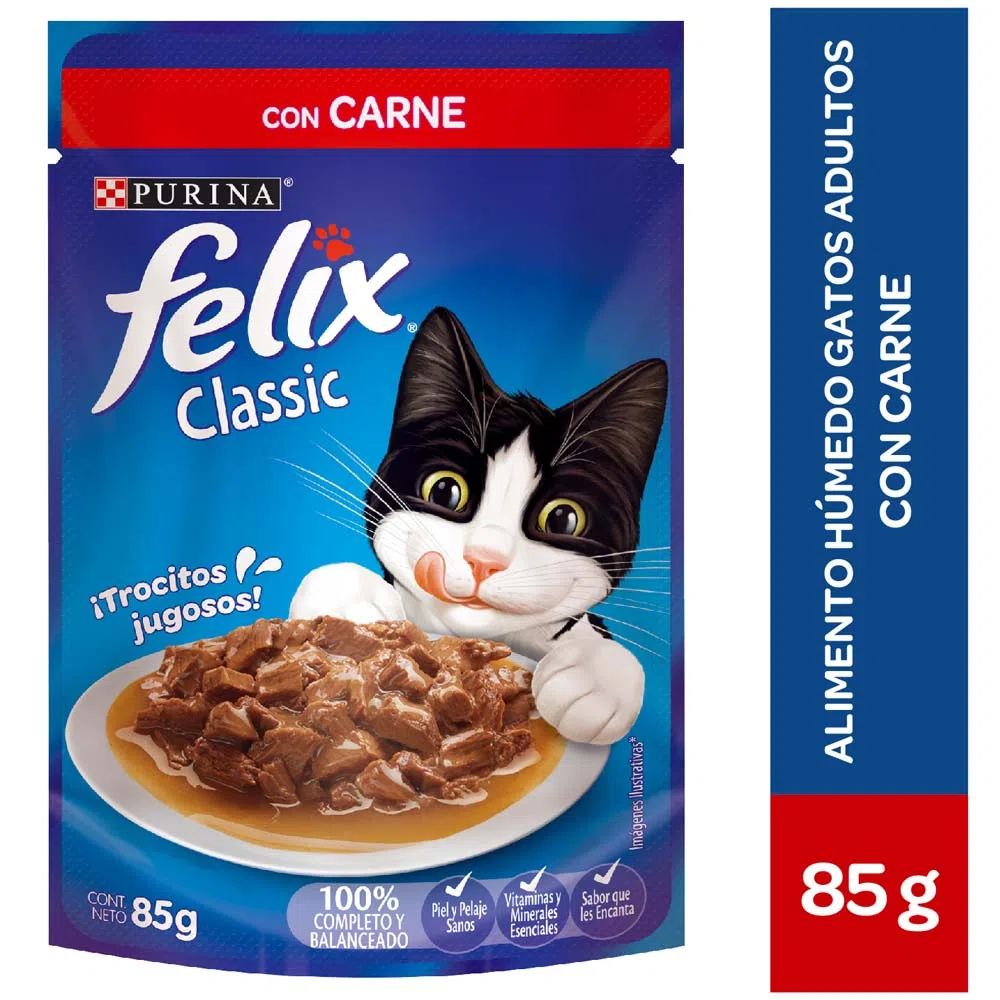 CON CARNE
PURINA®
felix®
Classic
¡Trocitos
jugosos!
Imágenes Ilustrativas*
CONT.
NETO 85g
100%
COMPLETO Y
BALANCEADO
Piel y Pelaje
Sanos
Vitaminas y
Minerales
Esenciales
Sabor que
les Encanta
ALIMENTO HÚMEDO GATOS ADULTOS
CON CARNE
85 g